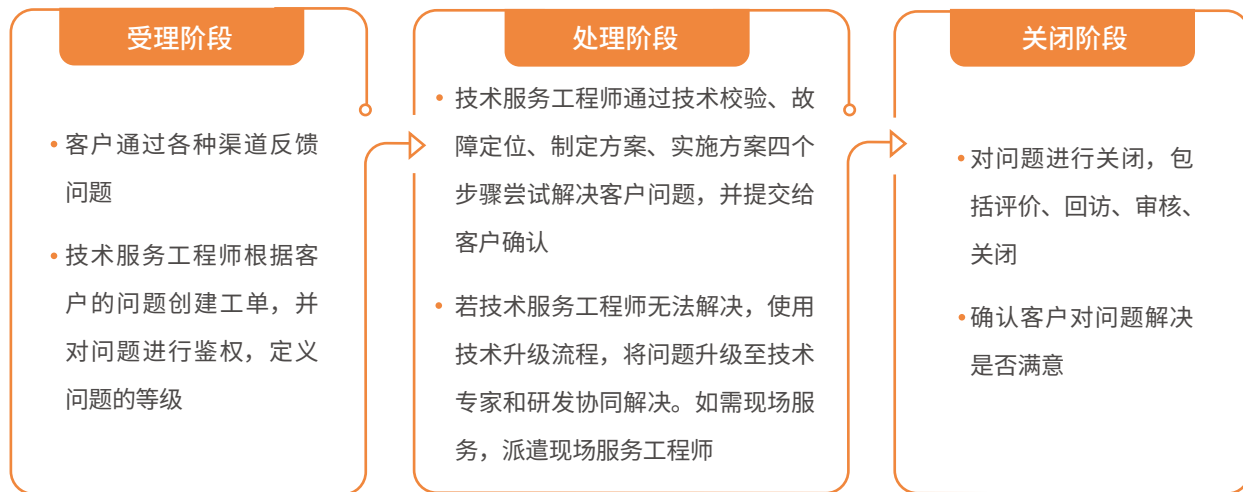 受理阶段
• 客户通过各种渠道反馈
问题
• 技术服务工程师根据客
户的问题创建工单，并
对问题进行鉴权，定义
问题的等级
处理阶段
• 技术服务工程师通过技术校验、故
障定位、制定方案、实施方案四个
步骤尝试解决客户问题，并提交给
客户确认
• 若技术服务工程师无法解决，使用
技术升级流程，将问题升级至技术
专家和研发协同解决。如需现场服
务，派遣现场服务工程师
关闭阶段
• 对问题进行关闭，包
括评价、回访、审核、
关闭
• 确认客户对问题解决
是否满意